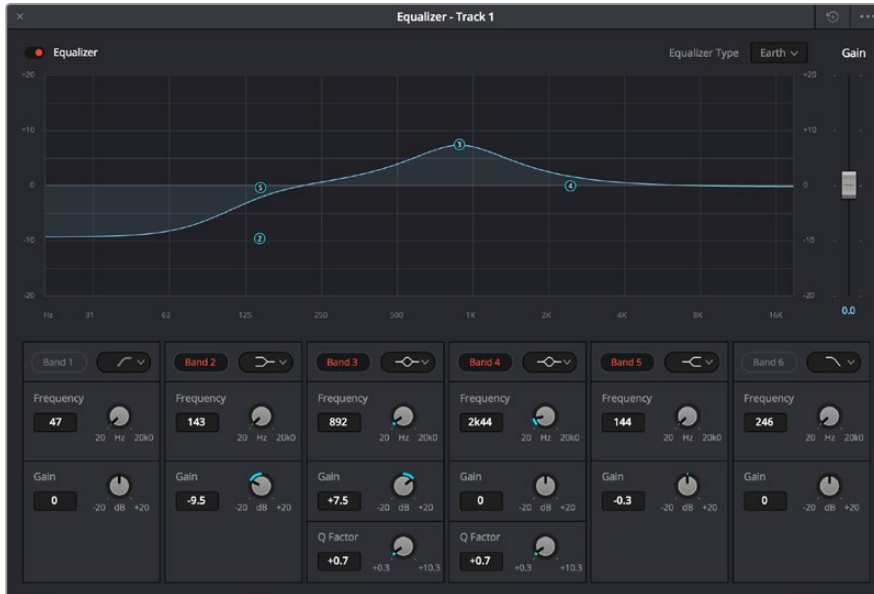 Equalizer - Track 1
Equalizer
Equalizer Type Earth Gain
+20 +20
+10 +10
0 0
-10 -10
-20 -20
Hz 31 62 125 250 500 1K 2K 4K 8K 16K 0.0
5 3 4 2
Band 1 Band 2 Band 3 Band 4 Band 5 Band 6
Frequency Frequency Frequency Frequency Frequency Frequency
47 143 892 2k44 144 246
20 Hz 20k0 20 Hz 20k0 20 Hz 20k0 20 Hz 20k0 20 Hz 20k0 20 Hz 20k0
Gain Gain Gain Gain Gain Gain
0 -9.5 +7.5 0 -0.3 0
-20 dB +20 -20 dB +20 -20 dB +20 -20 dB +20 -20 dB +20 -20 dB +20
Q Factor Q Factor
+0.7 +0.7
+0.3 +10.3 +0.3 +10.3